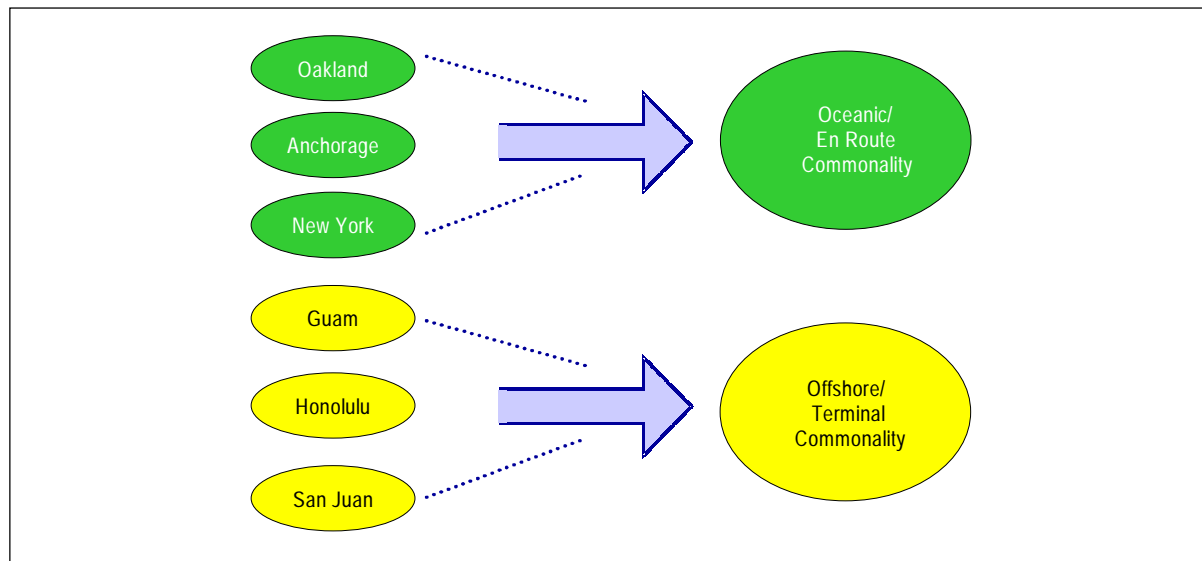 Oakland
Anchorage
New York
Oceanic/
En Route
Commonality
Guam
Honolulu
San Juan
Offshore/
Terminal
Commonality